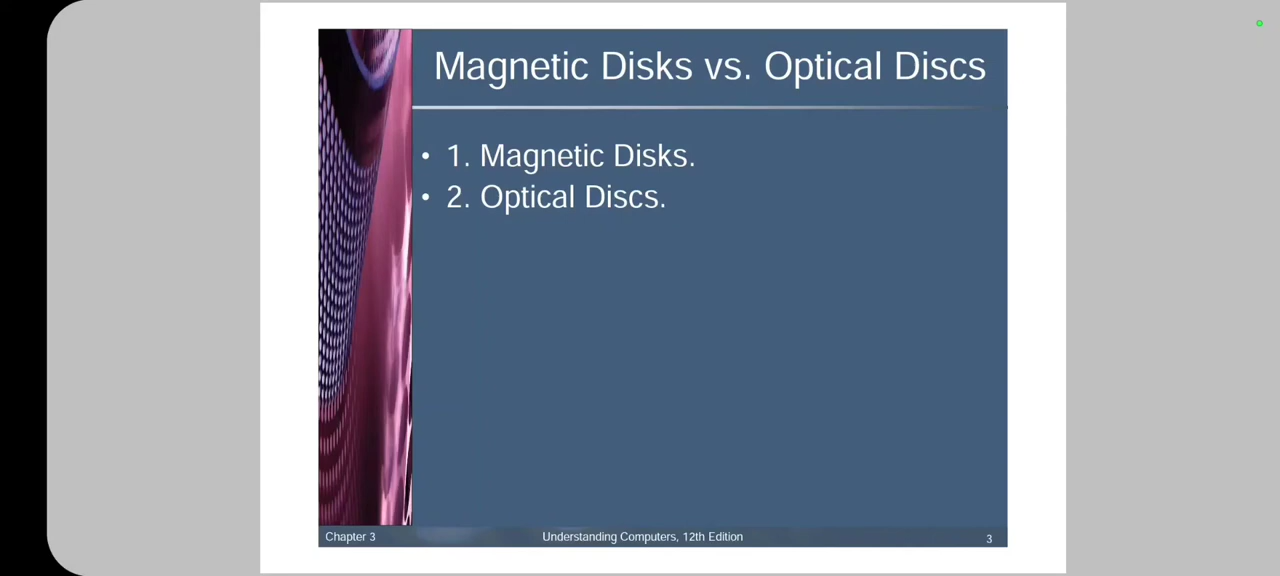 Magnetic Disks vs. Optical Discs
• 1. Magnetic Disks.
• 2. Optical Discs.
Chapter 3
Understanding Computers, 12th Edition
3